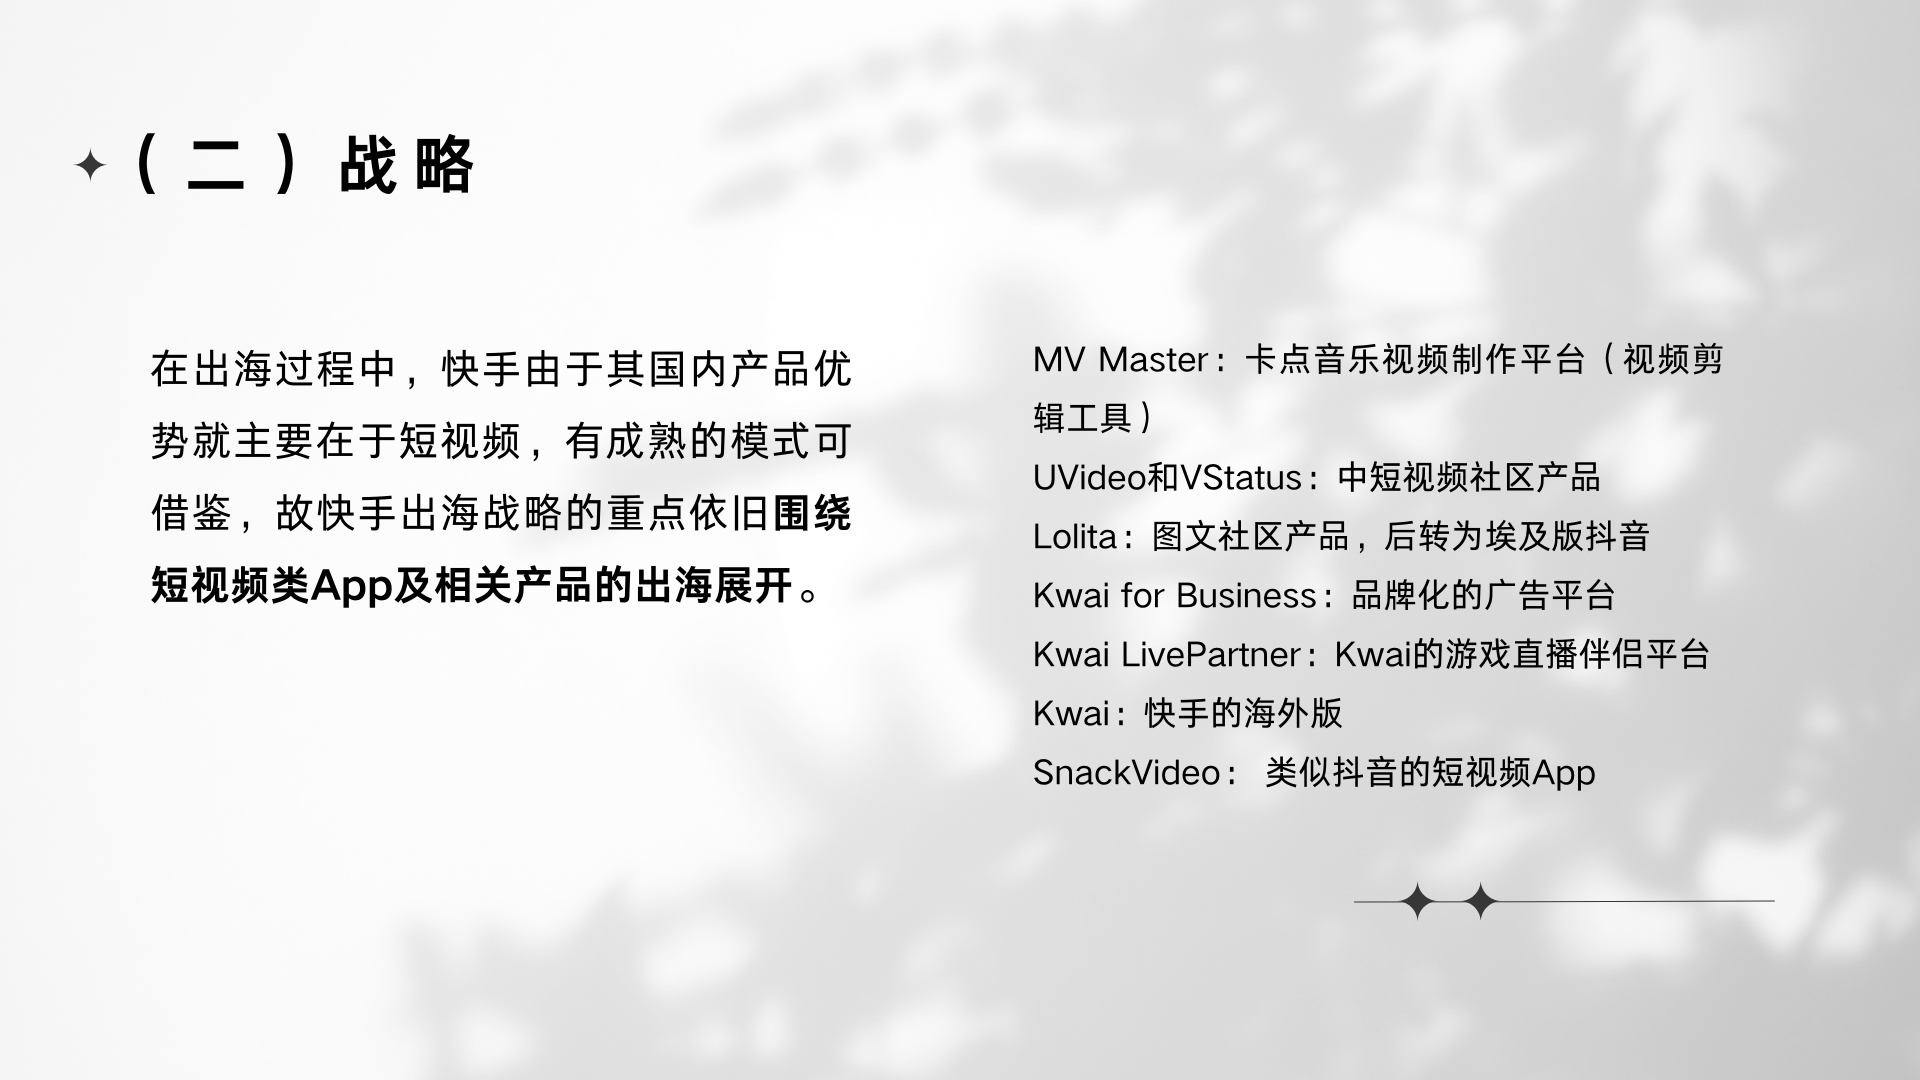 （二）战略
在出海过程中，快手由于其国内产品优
势就主要在于短视频，有成熟的模式可
借鉴，故快手出海战略的重点依旧围绕
短视频类App及相关产品的出海展开。
MV Master：卡点音乐视频制作平台（视频剪
辑工具）
UVideo和VStatus：中短视频社区产品
Lolita：图文社区产品，后转为埃及版抖音
Kwai for Business：品牌化的广告平台
Kwai LivePartner：Kwai的游戏直播伴侣平台
Kwai：快手的海外版
SnackVideo： 类似抖音的短视频App